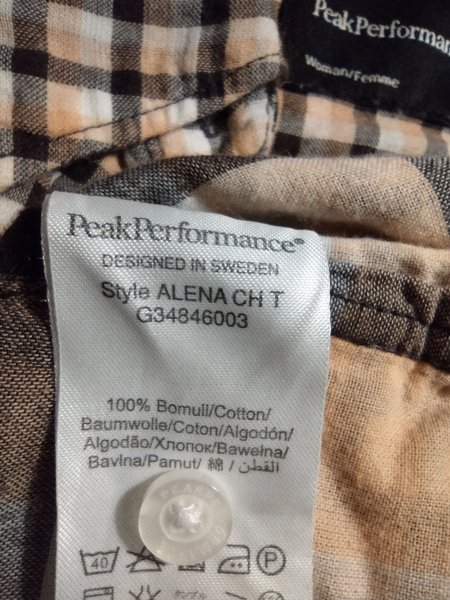 PeakPerforman
Woman/Femme
PeakPerformance®
DESIGNED IN SWEDEN
Style ALENA CH T
G34846003
100% Bomull/Cotton/
Baumwolle/Coton/Algodón/
Algodão/Хлопок/Bawełna/
Bavlna/Pamut/ 綿 / القطن/
40 P